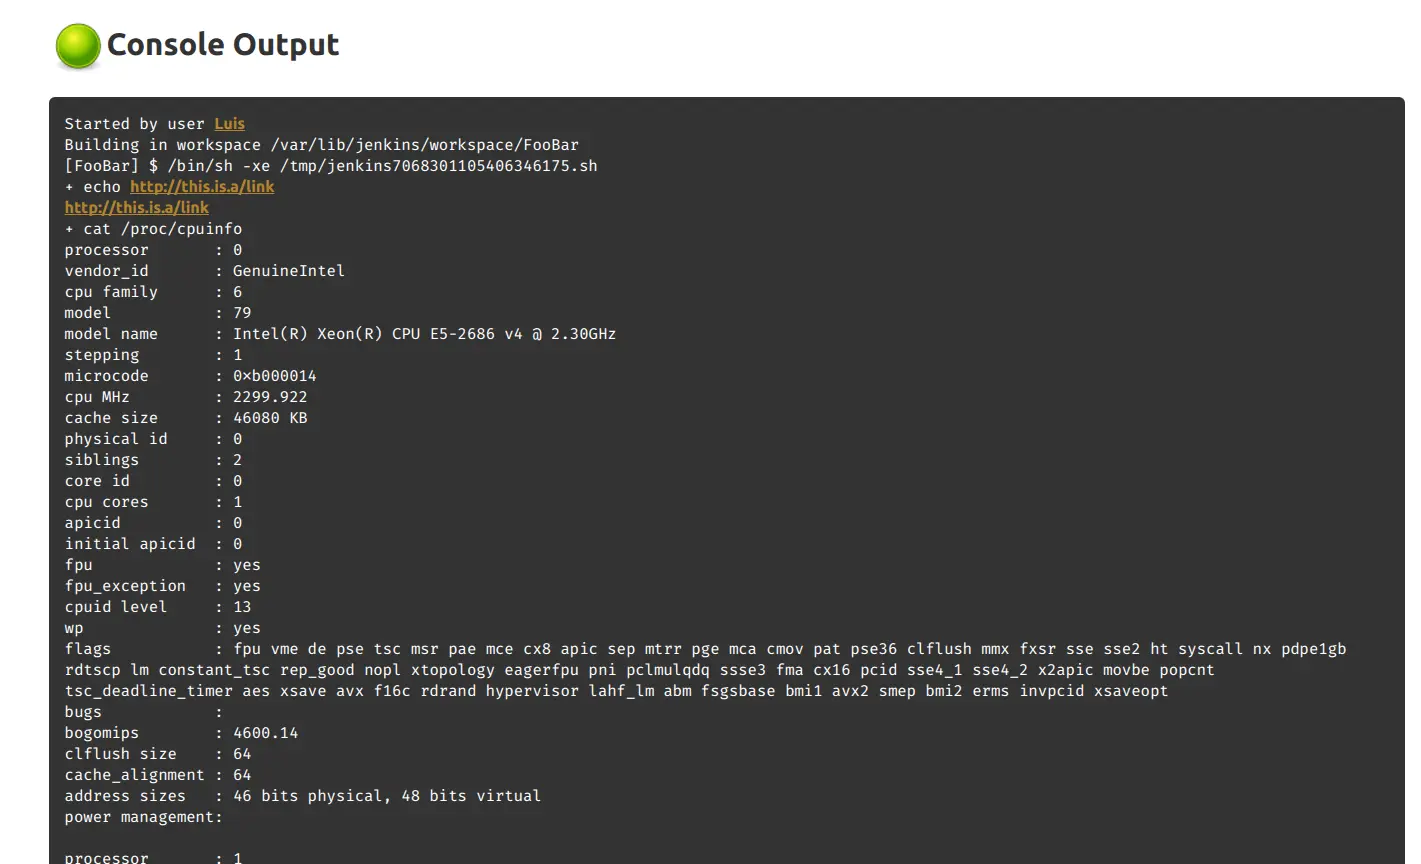 Console Output
Started by user Luis
Building in workspace /var/lib/jenkins/workspace/FooBar
[FooBar] $ /bin/sh -xe /tmp/jenkins7068301105406346175.sh
+ echo http://this.is.a/link
http://this.is.a/link
+ cat /proc/cpuinfo
processor : 0
vendor_id : GenuineIntel
cpu family : 6
model : 79
model name : Intel(R) Xeon(R) CPU E5-2686 v4 @ 2.30GHz
stepping : 1
microcode : 0xb000014
cpu MHz : 2299.922
cache size : 46080 KB
physical id : 0
siblings : 2
core id : 0
cpu cores : 1
apicid : 0
initial apicid : 0
fpu : yes
fpu_exception : yes
cpuid level : 13
wp : yes
flags : fpu vme de pse tsc msr pae mce cx8 apic sep mtrr pge mca cmov pat pse36 clflush mmx fxsr sse sse2 ht syscall nx pdpe1gb
rdtscp lm constant_tsc rep_good nopl xtopology eagerfpu pni pclmulqdq ssse3 fma cx16 pcid sse4_1 sse4_2 x2apic movbe popcnt
tsc_deadline_timer aes xsave avx f16c rdrand hypervisor lahf_lm abm fsgsbase bmi1 avx2 smep bmi2 erms invpcid xsaveopt
bugs :
bogomips : 4600.14
clflush size : 64
cache_alignment : 64
address sizes : 46 bits physical, 48 bits virtual
power management:
processor : 1